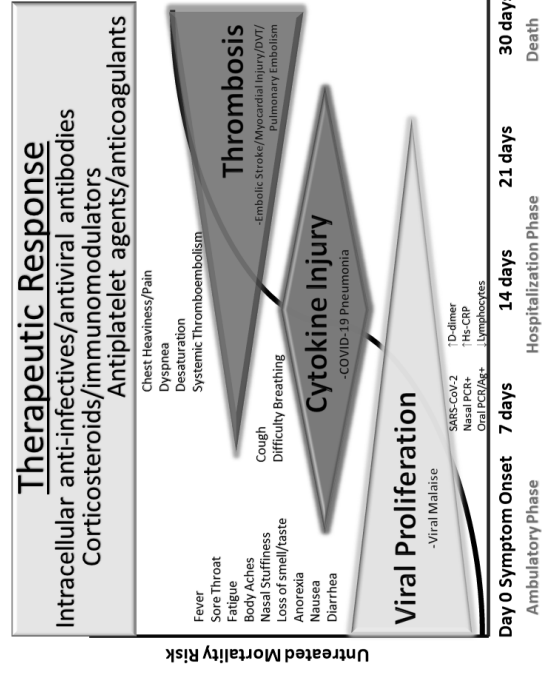 Therapeutic Response
Intracellular anti-infectives/antiviral antibodies
Corticosteroids/immunomodulators
Antiplatelet agents/anticoagulants
Chest Heaviness/Pain
Dyspnea
Desaturation
Systemic Thromboembolism
Thrombosis
-Embolic Stroke/Myocardial Injury/DVT/
Pulmonary Embolism
Cough
Difficulty Breathing
Cytokine Injury
-COVID-19 Pneumonia
Fever
Sore Throat
Fatigue
Body Aches
Nasal Stuffiness
Loss of smell/taste
Anorexia
Nausea
Diarrhea
Viral Proliferation
-Viral Malaise
SARS-CoV-2
Nasal PCR+
Oral PCR/Ag+
↑D-dimer
↑Hs-CRP
↓Lymphocytes
Untreated Mortality Risk
Day 0 Symptom Onset 7 days 14 days 21 days 30 days
Ambulatory Phase Hospitalization Phase Death